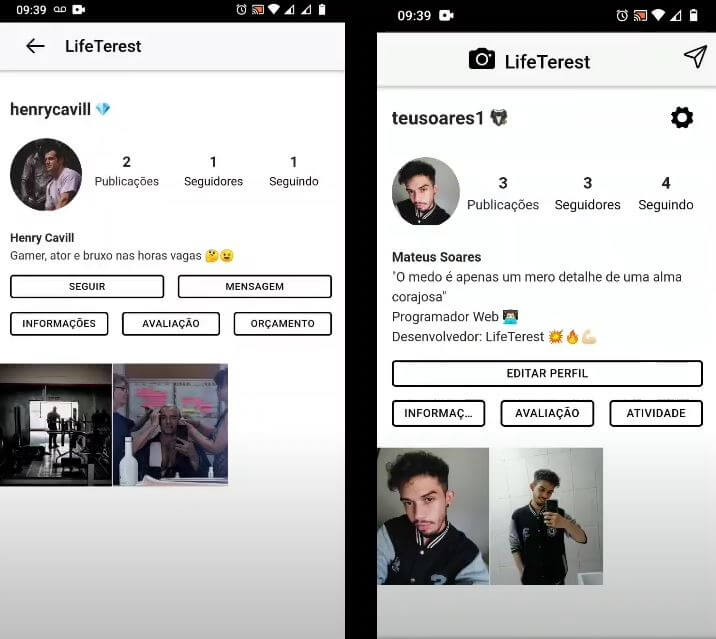 09:39
LifeTerest
henrycavill 💎
2 1 1
Publicações Seguidores Seguindo
Henry Cavill
Gamer, ator e bruxo nas horas vagas 🤔😉
SEGUIR MENSAGEM
INFORMAÇÕES AVALIAÇÃO ORÇAMENTO
09:39
LifeTerest
teusoares1
3 3 4
Publicações Seguidores Seguindo
Mateus Soares
"O medo é apenas um mero detalhe de uma alma
corajosa"
Programador Web 👨🏻‍💻
Desenvolvedor: LifeTerest 💥🔥💪🏻
EDITAR PERFIL
INFORMAÇ... AVALIAÇÃO ATIVIDADE